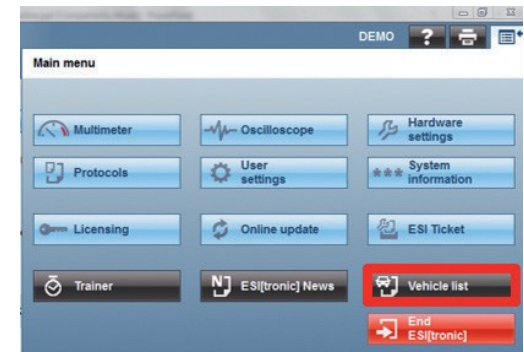 DEMO ?
Main menu
Multimeter
Oscilloscope
Hardware
settings
Protocols
User
settings
System
information
Licensing
Online update
ESI Ticket
Trainer
ESI[tronic] News
Vehicle list
End
ESI[tronic]